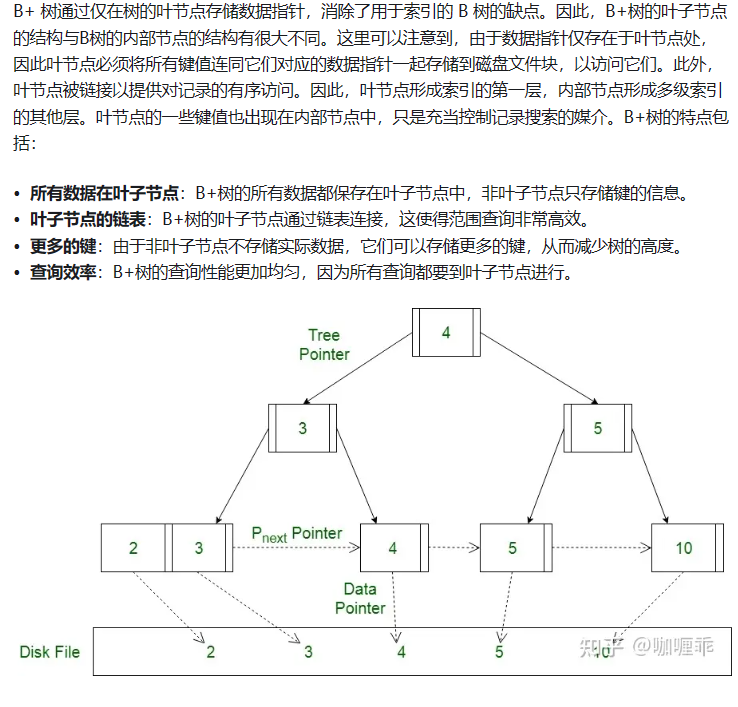 B+ 树通过仅在树的叶节点存储数据指针，消除了用于索引的 B 树的缺点。因此，B+树的叶子节点
的结构与B树的内部节点的结构有很大不同。这里可以注意到，由于数据指针仅存在于叶节点处，
因此叶节点必须将所有键值连同它们对应的数据指针一起存储到磁盘文件块，以访问它们。此外，
叶节点被链接以提供对记录的有序访问。因此，叶节点形成索引的第一层，内部节点形成多级索引
的其他层。叶节点的一些键值也出现在内部节点中，只是充当控制记录搜索的媒介。B+树的特点包
括：
• 所有数据在叶子节点：B+树的所有数据都保存在叶子节点中，非叶子节点只存储键的信息。
• 叶子节点的链表：B+树的叶子节点通过链表连接，这使得范围查询非常高效。
• 更多的键：由于非叶子节点不存储实际数据，它们可以存储更多的键，从而减少树的高度。
• 查询效率：B+树的查询性能更加均匀，因为所有查询都要到叶子节点进行。
Tree
Pointer
4
3
5
2
3
Pnext Pointer
4
5
10
Data
Pointer
Disk File
2
3
4
5
10
知乎 @咖喱乖